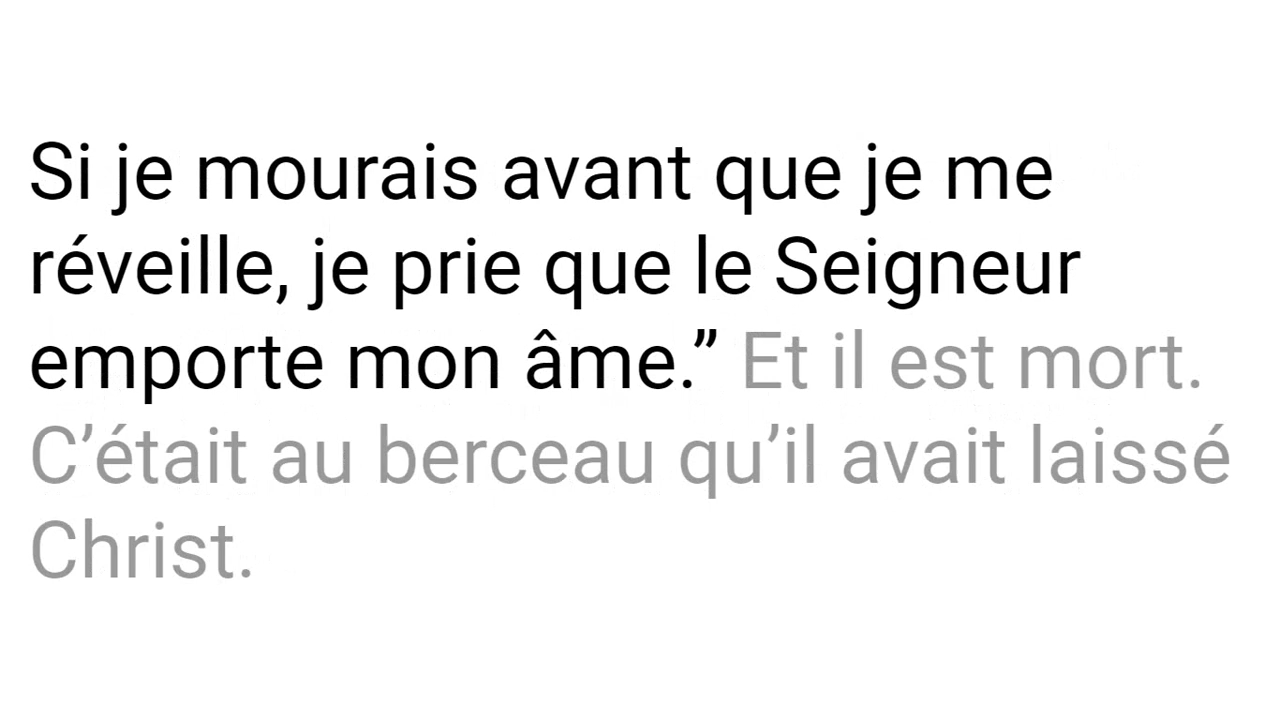 Si je mourais avant que je me
réveille, je prie que le Seigneur
emporte mon âme.” Et il est mort.
C’était au berceau qu’il avait laissé
Christ.